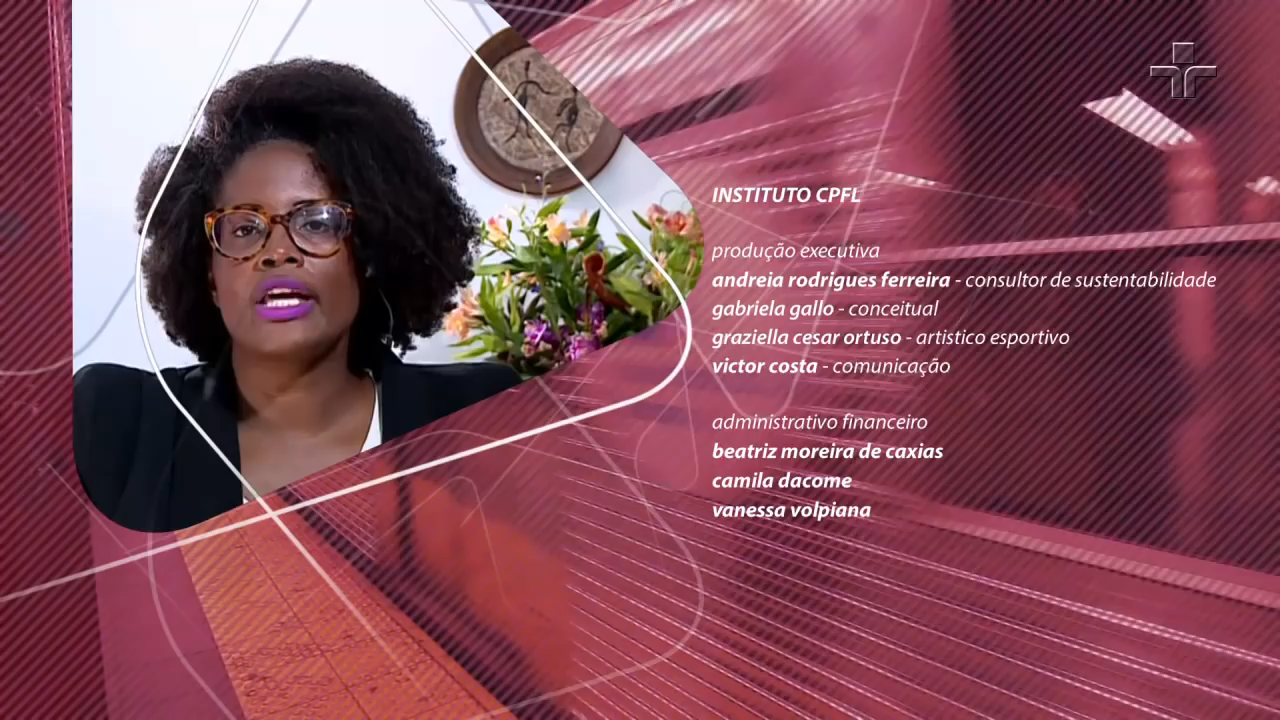 INSTITUTO CPFL
produção executiva
andreia rodrigues ferreira - consultor de sustentabilidade
gabriela gallo - conceitual
graziella cesar ortuso - artistico esportivo
victor costa - comunicação
administrativo financeiro
beatriz moreira de caxias
camila dacome
vanessa volpiana